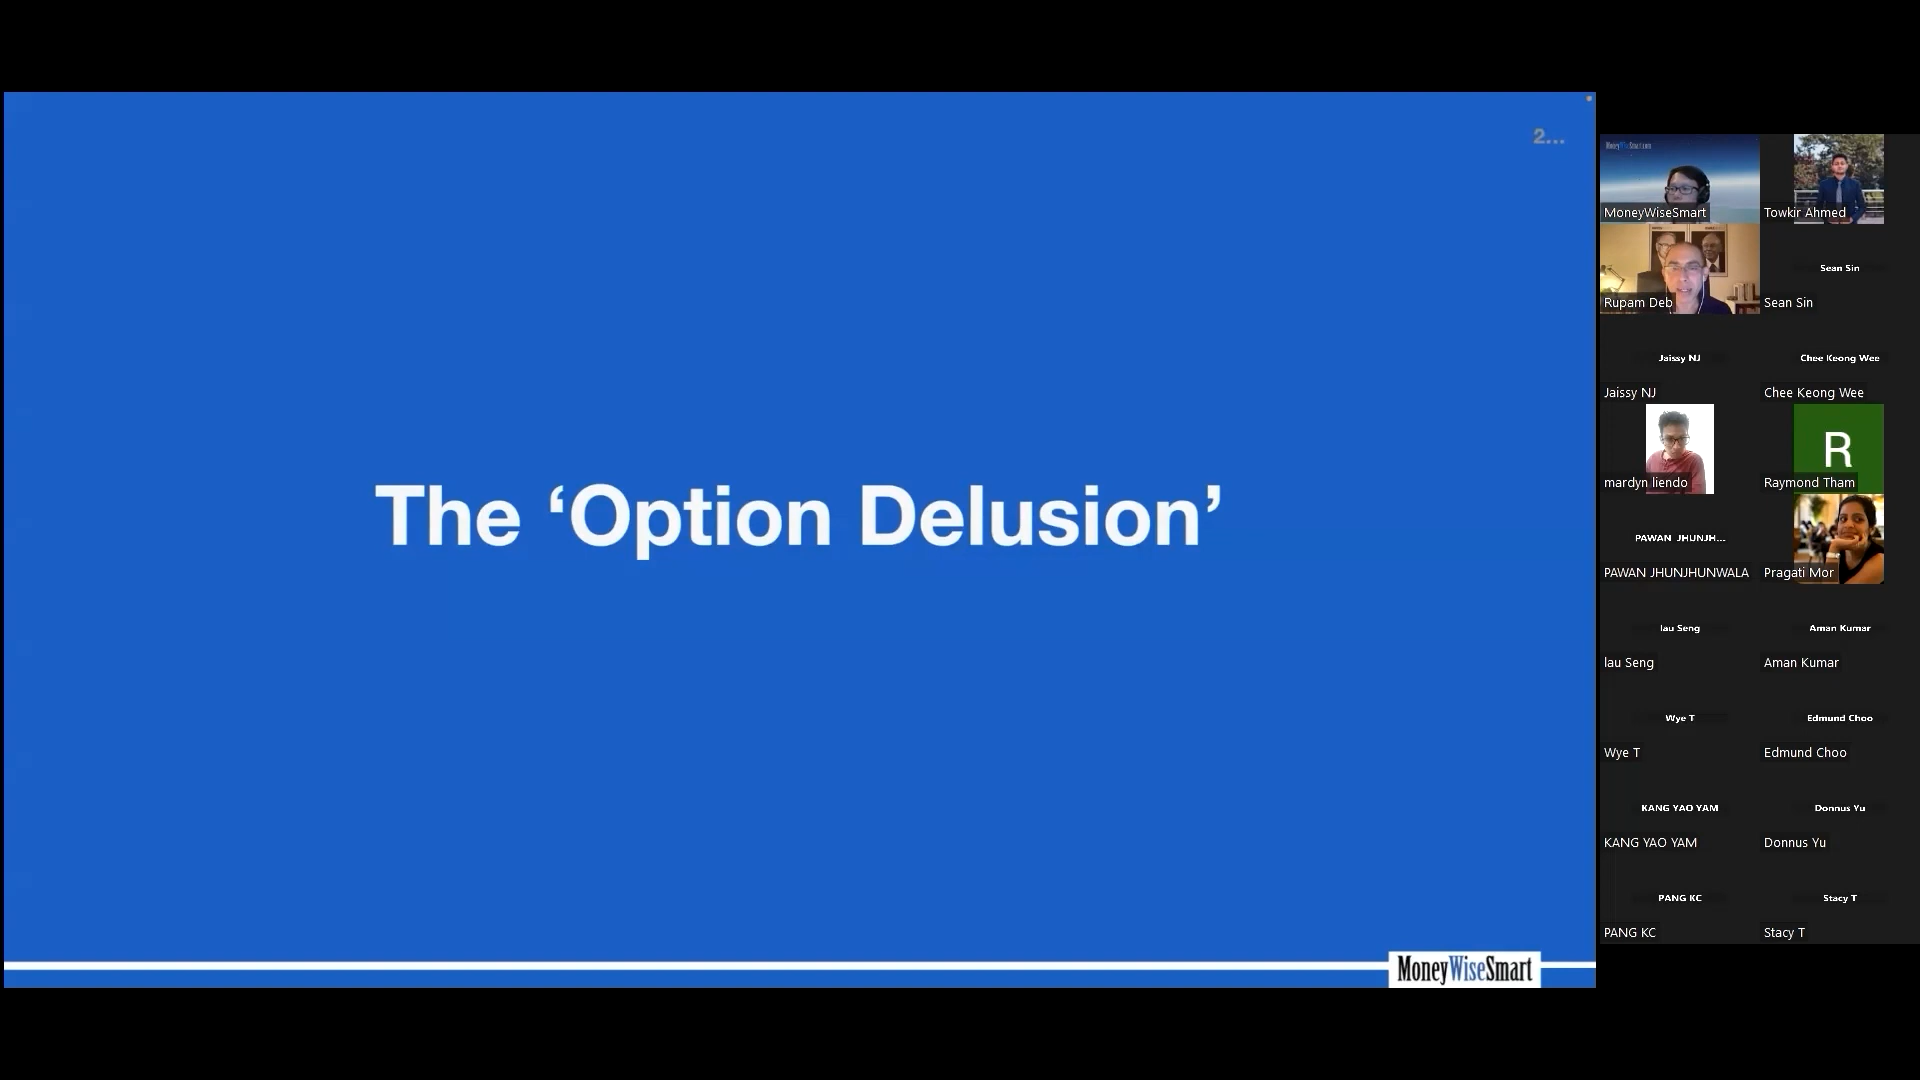 2...
The ‘Option Delusion’
MoneyWiseSmart
MoneyWiseSmart.com
MoneyWiseSmart
Towkir Ahmed
Rupam Deb
Sean Sin
Sean Sin
Jaissy NJ
Chee Keong Wee
Jaissy NJ
Chee Keong Wee
mardyn liendo
R
Raymond Tham
PAWAN JHUNJH...
PAWAN JHUNJHUNWALA
Pragati Mor
lau Seng
Aman Kumar
lau Seng
Aman Kumar
Wye T
Edmund Choo
Wye T
Edmund Choo
KANG YAO YAM
Donnus Yu
KANG YAO YAM
Donnus Yu
PANG KC
Stacy T
PANG KC
Stacy T